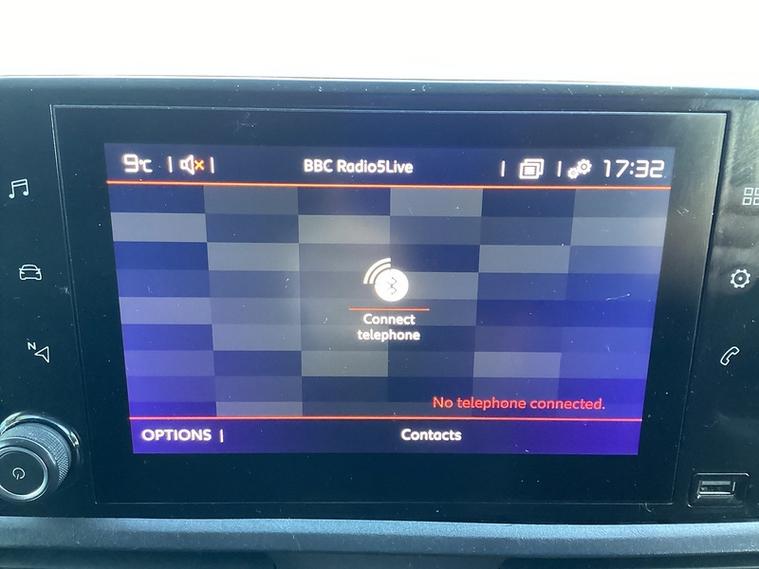 9°C
BBC Radio5Live
17:32
N
Connect
telephone
No telephone connected.
OPTIONS
Contacts